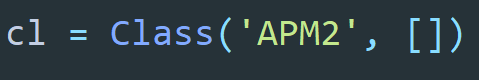 cl = Class('APM2', [])